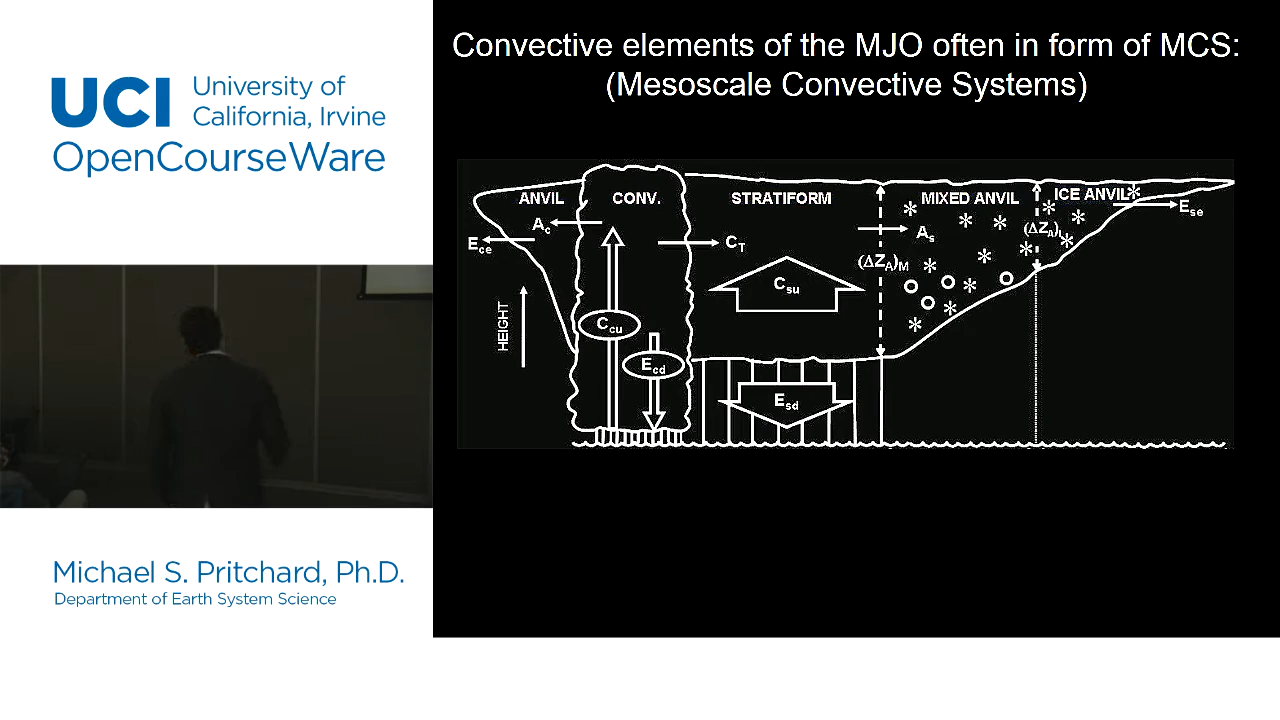 UCI University of
California, Irvine
OpenCourseWare
Michael S. Pritchard, Ph.D.
Department of Earth System Science
Convective elements of the MJO often in form of MCS:
(Mesoscale Convective Systems)
ANVIL
CONV.
STRATIFORM
MIXED ANVIL
ICE ANVIL
Ac
Ece
CT
As
Ese
(ΔZA)I
(ΔZA)M
Csu
HEIGHT
Ccu
Ecd
Esd